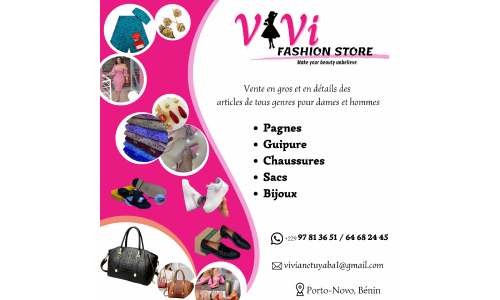 ViVi
FASHION STORE
Make your beauty unbelieve
Vente en gros et en détails des
articles de tous genres pour dames et hommes
• Pagnes
• Guipure
• Chaussures
• Sacs
• Bijoux
+229 97 81 36 51 / 64 68 24 45
vivianetuyaba1@gmail.com
Porto-Novo, Bénin